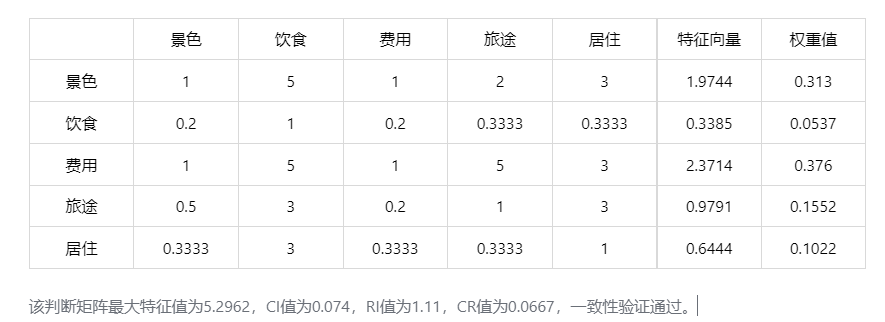 景色 饮食 费用 旅途 居住 特征向量 权重值
景色 1 5 1 2 3 1.9744 0.313
饮食 0.2 1 0.2 0.3333 0.3333 0.3385 0.0537
费用 1 5 1 5 3 2.3714 0.376
旅途 0.5 3 0.2 1 3 0.9791 0.1552
居住 0.3333 3 0.3333 0.3333 1 0.6444 0.1022
该判断矩阵最大特征值为5.2962，CI值为0.074，RI值为1.11，CR值为0.0667，一致性验证通过。